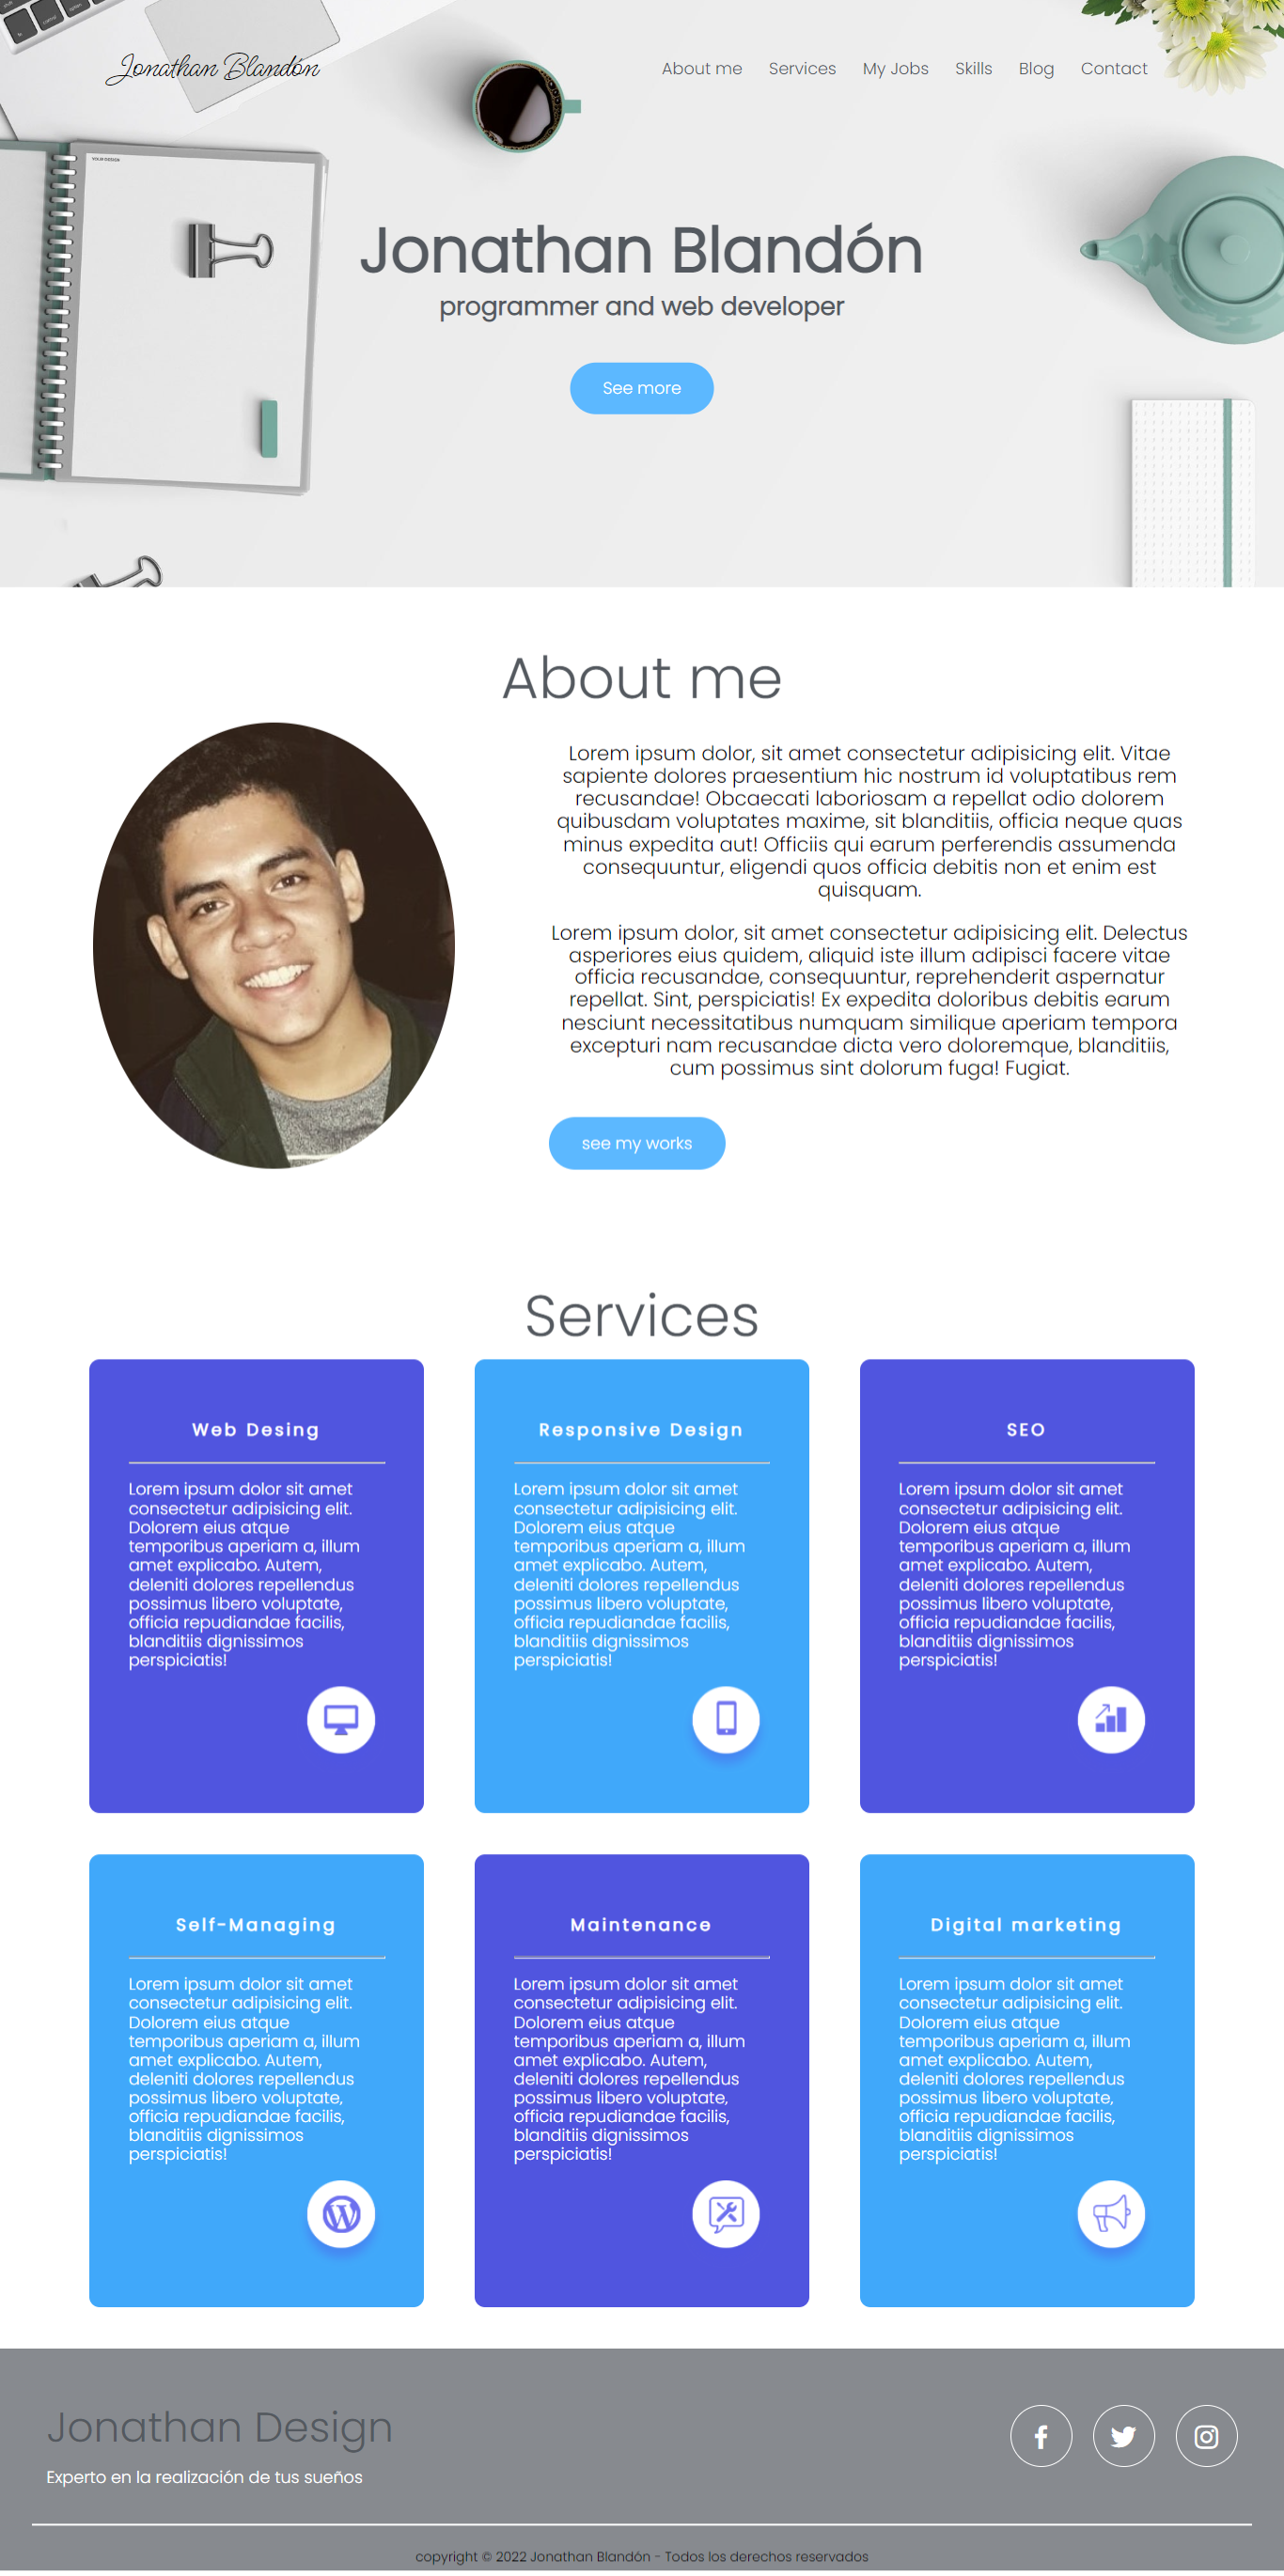 Jonathan Blandón
About me Services My Jobs Skills Blog Contact
YOUR DESIGN
Jonathan Blandón
programmer and web developer
See more
About me
Lorem ipsum dolor, sit amet consectetur adipisicing elit. Vitae
sapiente dolores praesentium hic nostrum id voluptatibus rem
recusandae! Obcaecati laboriosam a repellat odio dolorem
quibusdam voluptates maxime, sit blanditiis, officia neque quas
minus expedita aut! Officiis qui earum perferendis assumenda
consequuntur, eligendi quos officia debitis non et enim est
quisquam.
Lorem ipsum dolor, sit amet consectetur adipisicing elit. Delectus
asperiores eius quidem, aliquid iste illum adipisci facere vitae
officia recusandae, consequuntur, reprehenderit aspernatur
repellat. Sint, perspiciatis! Ex expedita doloribus debitis earum
nesciunt necessitatibus numquam similique aperiam tempora
excepturi nam recusandae dicta vero doloremque, blanditiis,
cum possimus sint dolorum fuga! Fugiat.
see my works
Services
Web Desing
Lorem ipsum dolor sit amet
consectetur adipisicing elit.
Dolorem eius atque
temporibus aperiam a, illum
amet explicabo. Autem,
deleniti dolores repellendus
possimus libero voluptate,
officia repudiandae facilis,
blanditiis dignissimos
perspiciatis!
Responsive Design
Lorem ipsum dolor sit amet
consectetur adipisicing elit.
Dolorem eius atque
temporibus aperiam a, illum
amet explicabo. Autem,
deleniti dolores repellendus
possimus libero voluptate,
officia repudiandae facilis,
blanditiis dignissimos
perspiciatis!
SEO
Lorem ipsum dolor sit amet
consectetur adipisicing elit.
Dolorem eius atque
temporibus aperiam a, illum
amet explicabo. Autem,
deleniti dolores repellendus
possimus libero voluptate,
officia repudiandae facilis,
blanditiis dignissimos
perspiciatis!
Self-Managing
Lorem ipsum dolor sit amet
consectetur adipisicing elit.
Dolorem eius atque
temporibus aperiam a, illum
amet explicabo. Autem,
deleniti dolores repellendus
possimus libero voluptate,
officia repudiandae facilis,
blanditiis dignissimos
perspiciatis!
Maintenance
Lorem ipsum dolor sit amet
consectetur adipisicing elit.
Dolorem eius atque
temporibus aperiam a, illum
amet explicabo. Autem,
deleniti dolores repellendus
possimus libero voluptate,
officia repudiandae facilis,
blanditiis dignissimos
perspiciatis!
Digital marketing
Lorem ipsum dolor sit amet
consectetur adipisicing elit.
Dolorem eius atque
temporibus aperiam a, illum
amet explicabo. Autem,
deleniti dolores repellendus
possimus libero voluptate,
officia repudiandae facilis,
blanditiis dignissimos
perspiciatis!
Jonathan Design
Experto en la realización de tus sueños
copyright © 2022 Jonathan Blandón - Todos los derechos reservados